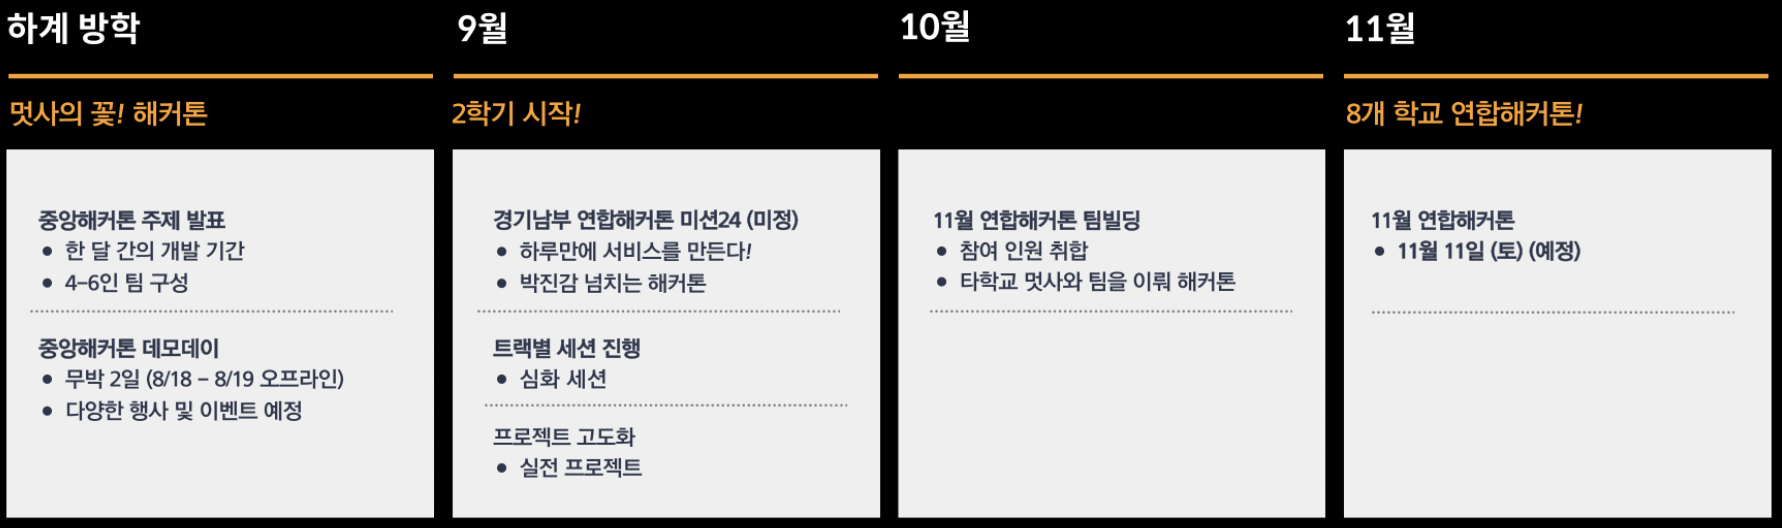 하계 방학
멋사의 꽃! 해커톤
중앙해커톤 주제 발표
● 한 달 간의 개발 기간
● 4-6인 팀 구성
중앙해커톤 데모데이
● 무박 2일 (8/18 – 8/19 오프라인)
● 다양한 행사 및 이벤트 예정
9월
2학기 시작!
경기남부 연합해커톤 미션24 (미정)
● 하루만에 서비스를 만든다!
● 박진감 넘치는 해커톤
트랙별 세션 진행
● 심화 세션
프로젝트 고도화
● 실전 프로젝트
10월
11월 연합해커톤 팀빌딩
● 참여 인원 취합
● 타학교 멋사와 팀을 이뤄 해커톤
11월
8개 학교 연합해커톤!
11월 연합해커톤
● 11월 11일 (토) (예정)